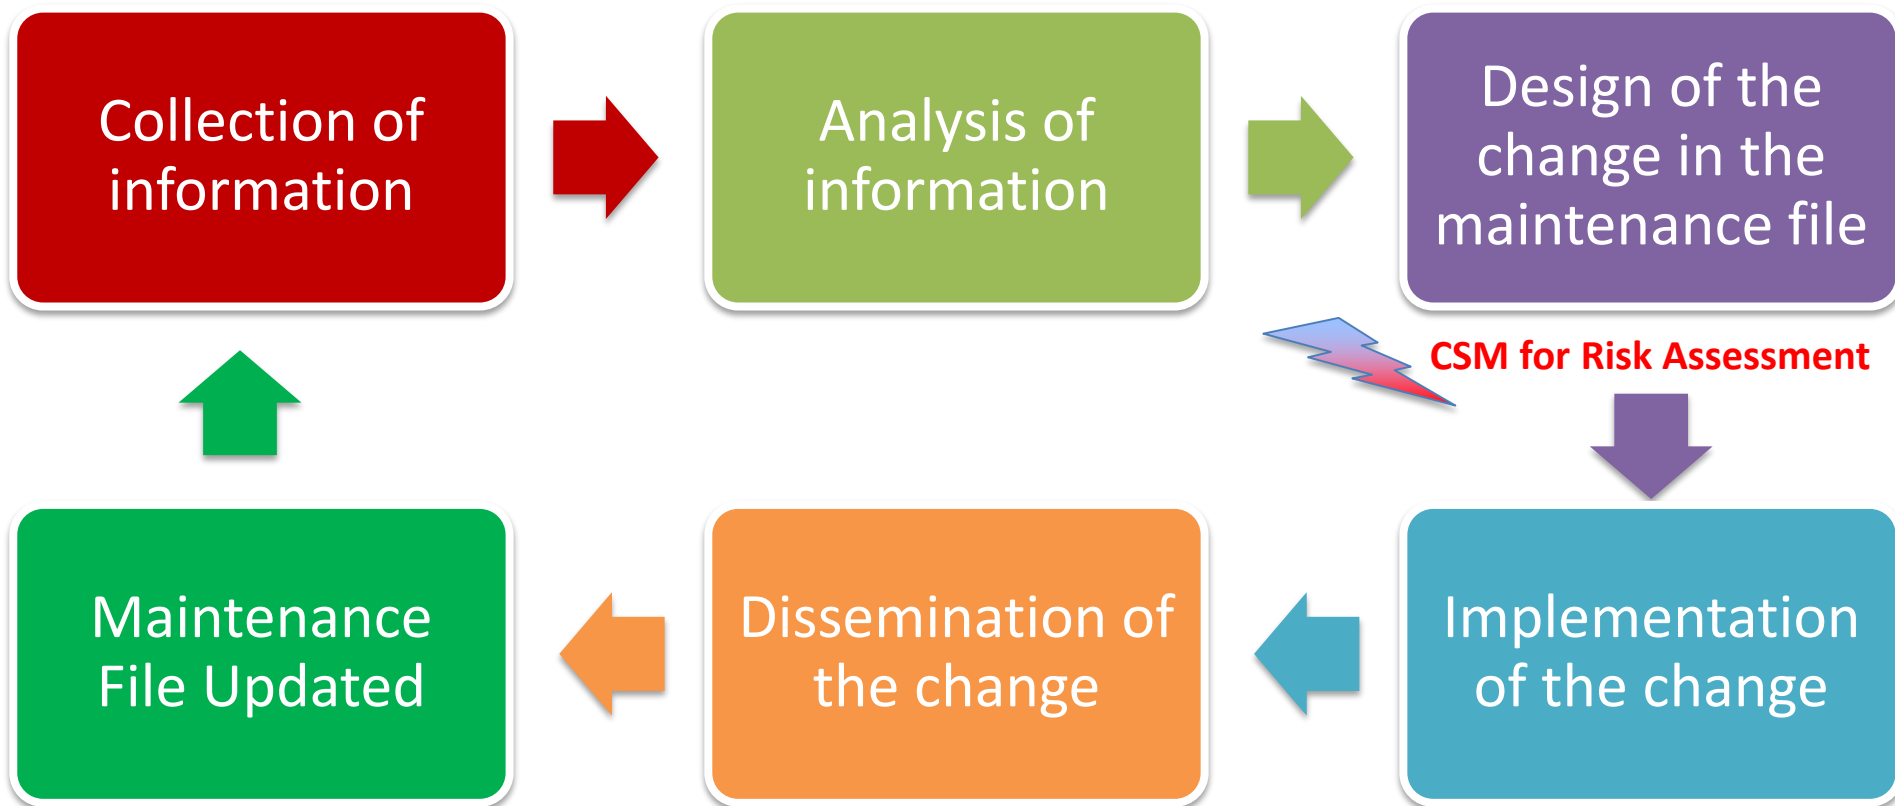 Collection of
information
Analysis of
information
Design of the
change in the
maintenance file
CSM for Risk Assessment
Maintenance
File Updated
Dissemination of
the change
Implementation
of the change